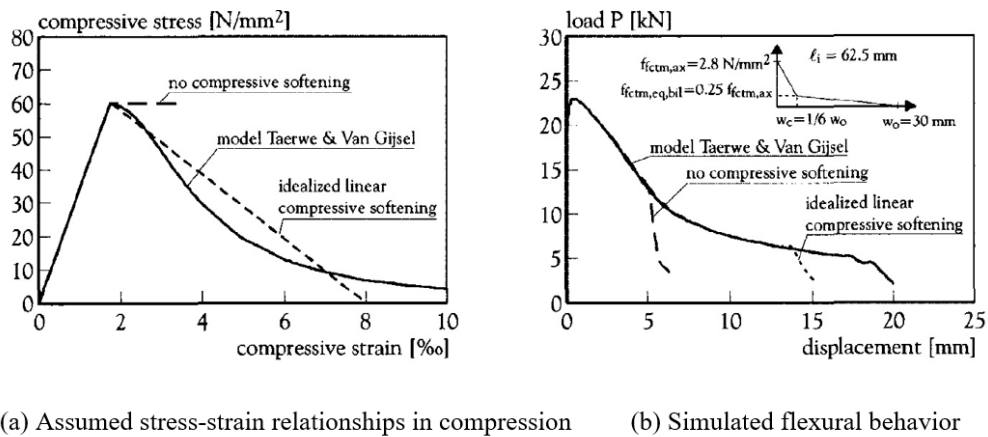 compressive stress [N/mm²]
80
70
60
50
40
30
20
10
0
no compressive softening
model Taerwe & Van Gijsel
idealized linear
compressive softening
0 2 4 6 8 10
compressive strain [‰]
load P [kN]
30
25
20
15
10
5
0
ffctm,ax=2.8 N/mm²
ℓi = 62.5 mm
ffctm,eq,bil=0.25 ffctm,ax
wc=1/6 wo
wo=30 mm
model Taerwe & Van Gijsel
no compressive softening
idealized linear
compressive softening
0 5 10 15 20 25
displacement [mm]
(a) Assumed stress-strain relationships in compression
(b) Simulated flexural behavior